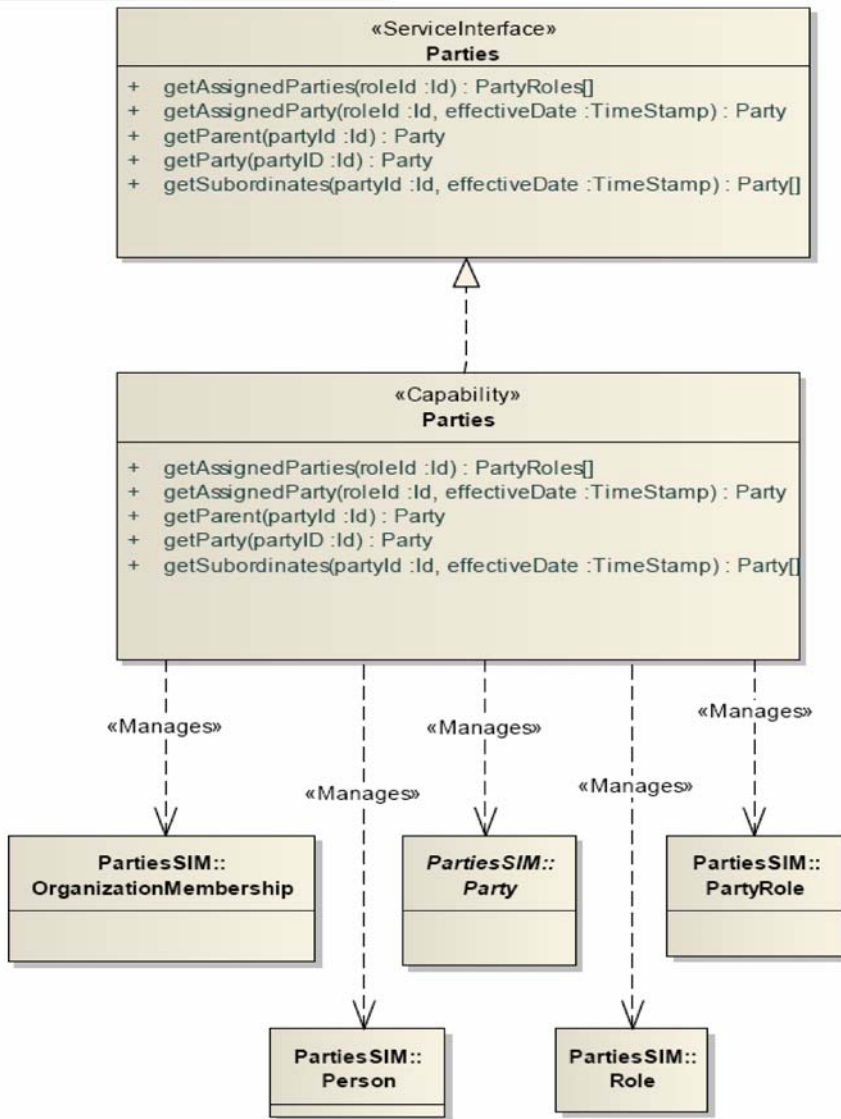 «ServiceInterface»
Parties
+ getAssignedParties(roleId :Id) : PartyRoles[]
+ getAssignedParty(roleId :Id, effectiveDate :TimeStamp) : Party
+ getParent(partyId :Id) : Party
+ getParty(partyID :Id) : Party
+ getSubordinates(partyId :Id, effectiveDate :TimeStamp) : Party[]
«Capability»
Parties
+ getAssignedParties(roleId :Id) : PartyRoles[]
+ getAssignedParty(roleId :Id, effectiveDate :TimeStamp) : Party
+ getParent(partyId :Id) : Party
+ getParty(partyID :Id) : Party
+ getSubordinates(partyId :Id, effectiveDate :TimeStamp) : Party[]
«Manages»
«Manages»
«Manages»
«Manages»
«Manages»
PartiesSIM::
OrganizationMembership
PartiesSIM::
Party
PartiesSIM::
PartyRole
PartiesSIM::
Person
PartiesSIM::
Role